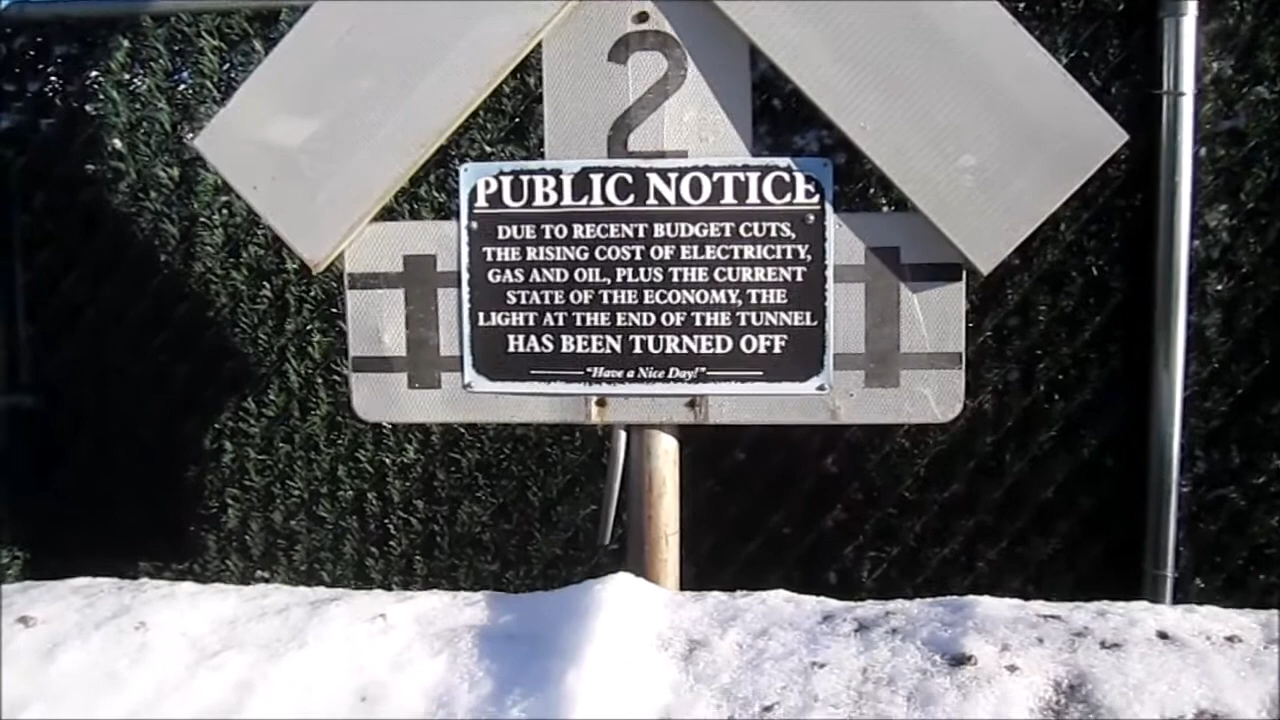 2
PUBLIC NOTICE
DUE TO RECENT BUDGET CUTS,
THE RISING COST OF ELECTRICITY,
GAS AND OIL, PLUS THE CURRENT
STATE OF THE ECONOMY, THE
LIGHT AT THE END OF THE TUNNEL
HAS BEEN TURNED OFF
"Have a Nice Day!"